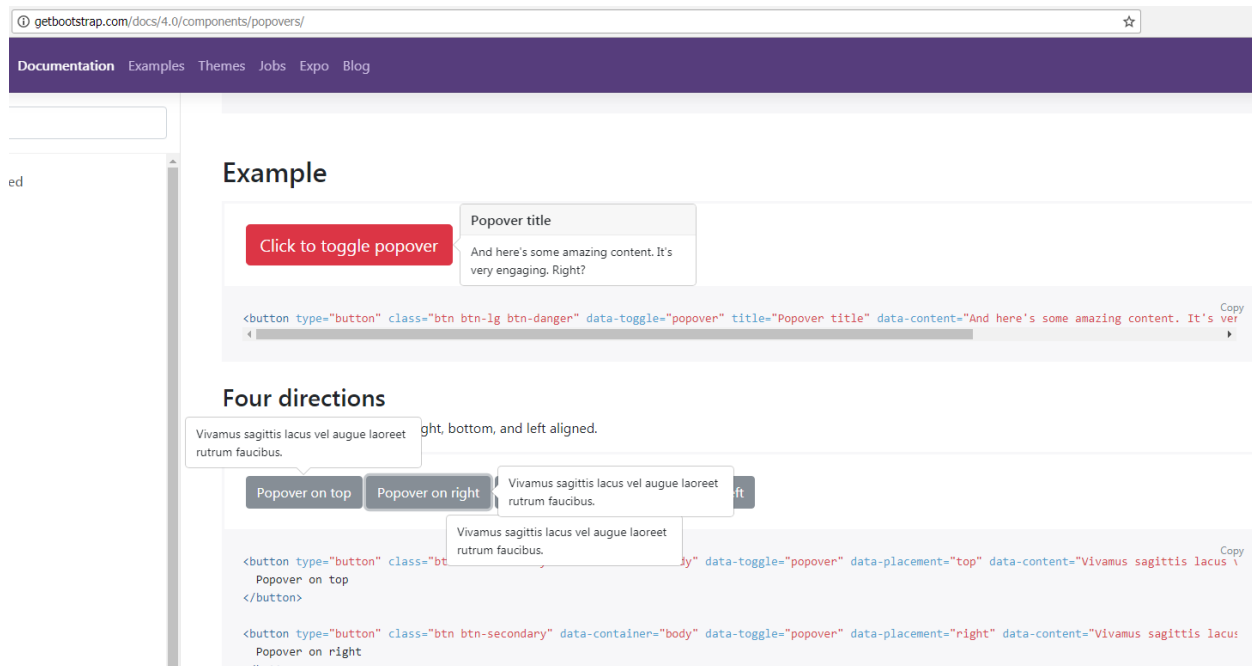 getbootstrap.com/docs/4.0/components/popovers/
Documentation Examples Themes Jobs Expo Blog
ed
Example
Click to toggle popover
Popover title
And here's some amazing content. It's
very engaging. Right?
Copy
<button type="button" class="btn btn-lg btn-danger" data-toggle="popover" title="Popover title" data-content="And here's some amazing content. It's ver
Four directions
Vivamus sagittis lacus vel augue laoreet
rutrum faucibus.
ght, bottom, and left aligned.
Popover on top
Popover on right
Vivamus sagittis lacus vel augue laoreet
rutrum faucibus.
ft
Vivamus sagittis lacus vel augue laoreet
rutrum faucibus.
Copy
<button type="button" class="bt y dy" data-toggle="popover" data-placement="top" data-content="Vivamus sagittis lacus
Popover on top
</button>
<button type="button" class="btn btn-secondary" data-container="body" data-toggle="popover" data-placement="right" data-content="Vivamus sagittis lacus
Popover on right